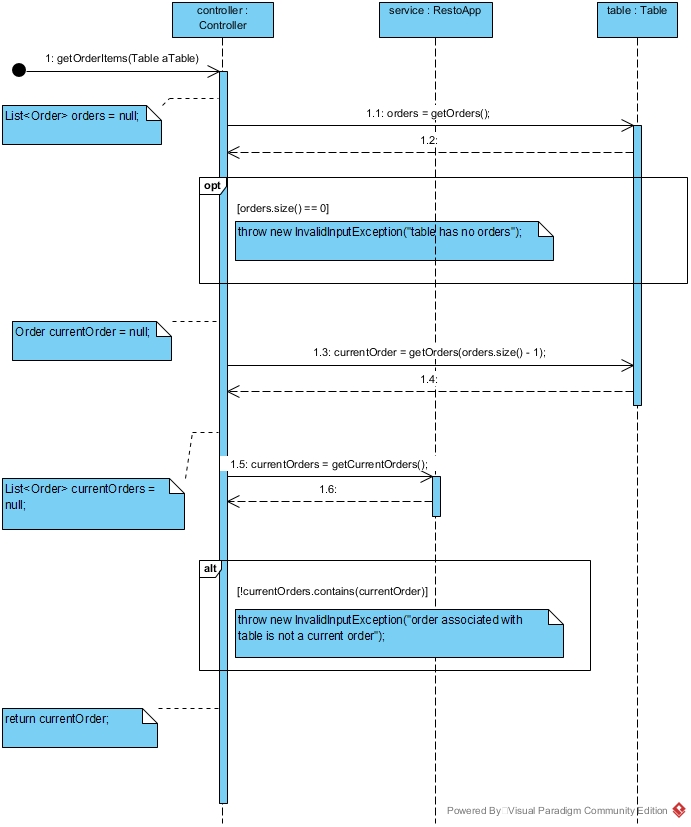 controller :
Controller
service : RestoApp
table : Table
1: getOrderItems(Table aTable)
List<Order> orders = null;
1.1: orders = getOrders();
1.2:
opt
[orders.size() == 0]
throw new InvalidInputException("table has no orders");
Order currentOrder = null;
1.3: currentOrder = getOrders(orders.size() - 1);
1.4:
1.5: currentOrders = getCurrentOrders();
List<Order> currentOrders =
null;
1.6:
alt
[!currentOrders.contains(currentOrder)]
throw new InvalidInputException("order associated with
table is not a current order");
return currentOrder;
Powered By Visual Paradigm Community Edition